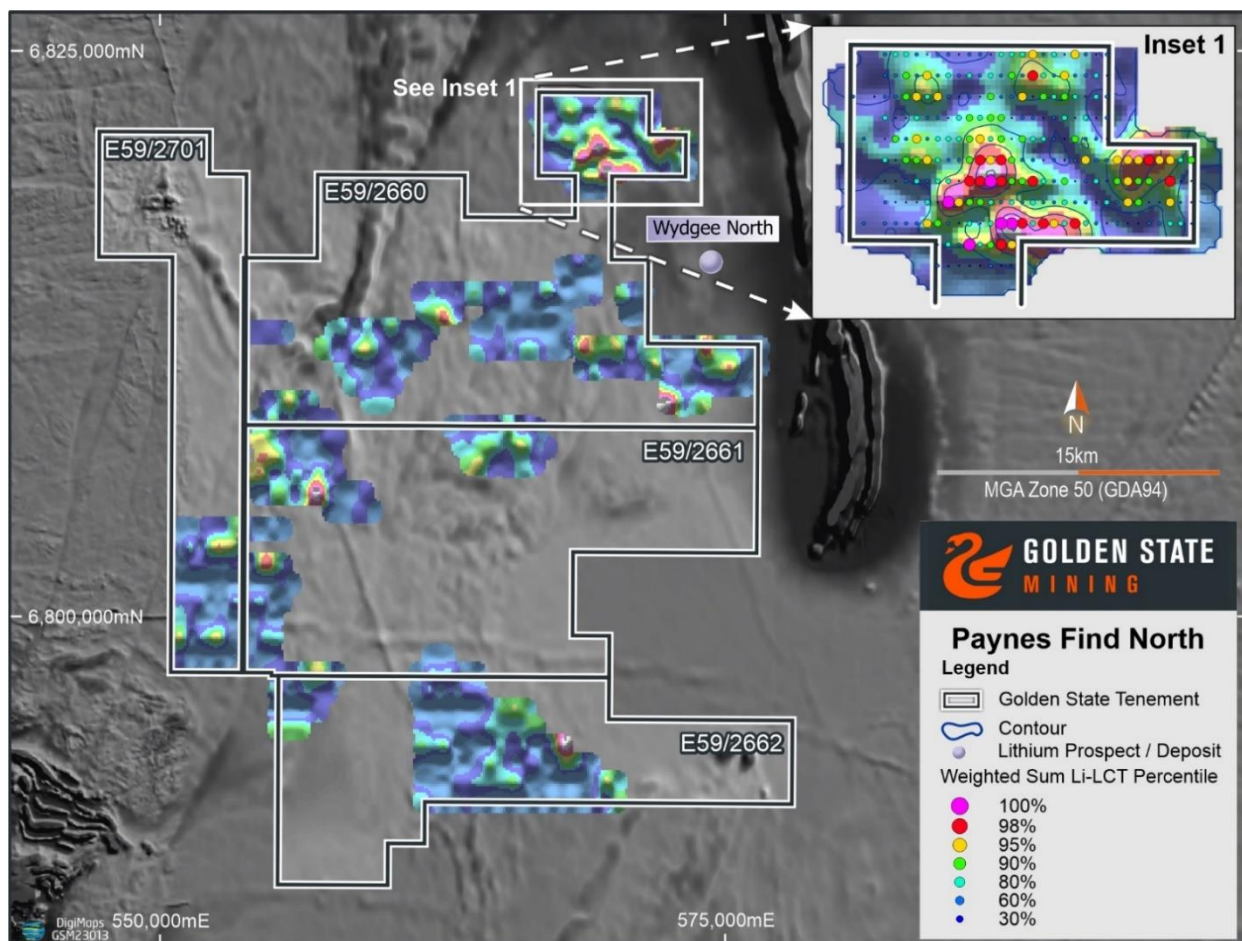 6,825,000mN
See Inset 1
Inset 1
E59/2701
E59/2660
Wydgee North
E59/2661
N
15km
MGA Zone 50 (GDA94)
6,800,000mN
GOLDEN STATE
MINING
Paynes Find North
Legend
Golden State Tenement
Contour
Lithium Prospect / Deposit
Weighted Sum Li-LCT Percentile
100%
98%
95%
90%
80%
60%
30%
E59/2662
DigiMaps
GSM23013
550,000mE
575,000mE